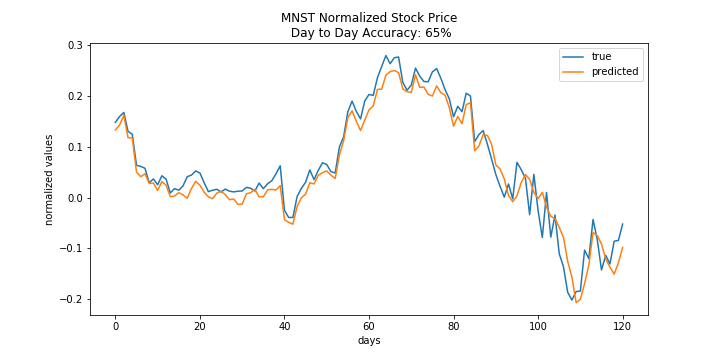 MNST Normalized Stock Price
Day to Day Accuracy: 65%
true
predicted
normalized values
0.3
0.2
0.1
0.0
−0.1
−0.2
0
20
40
60
80
100
120
days